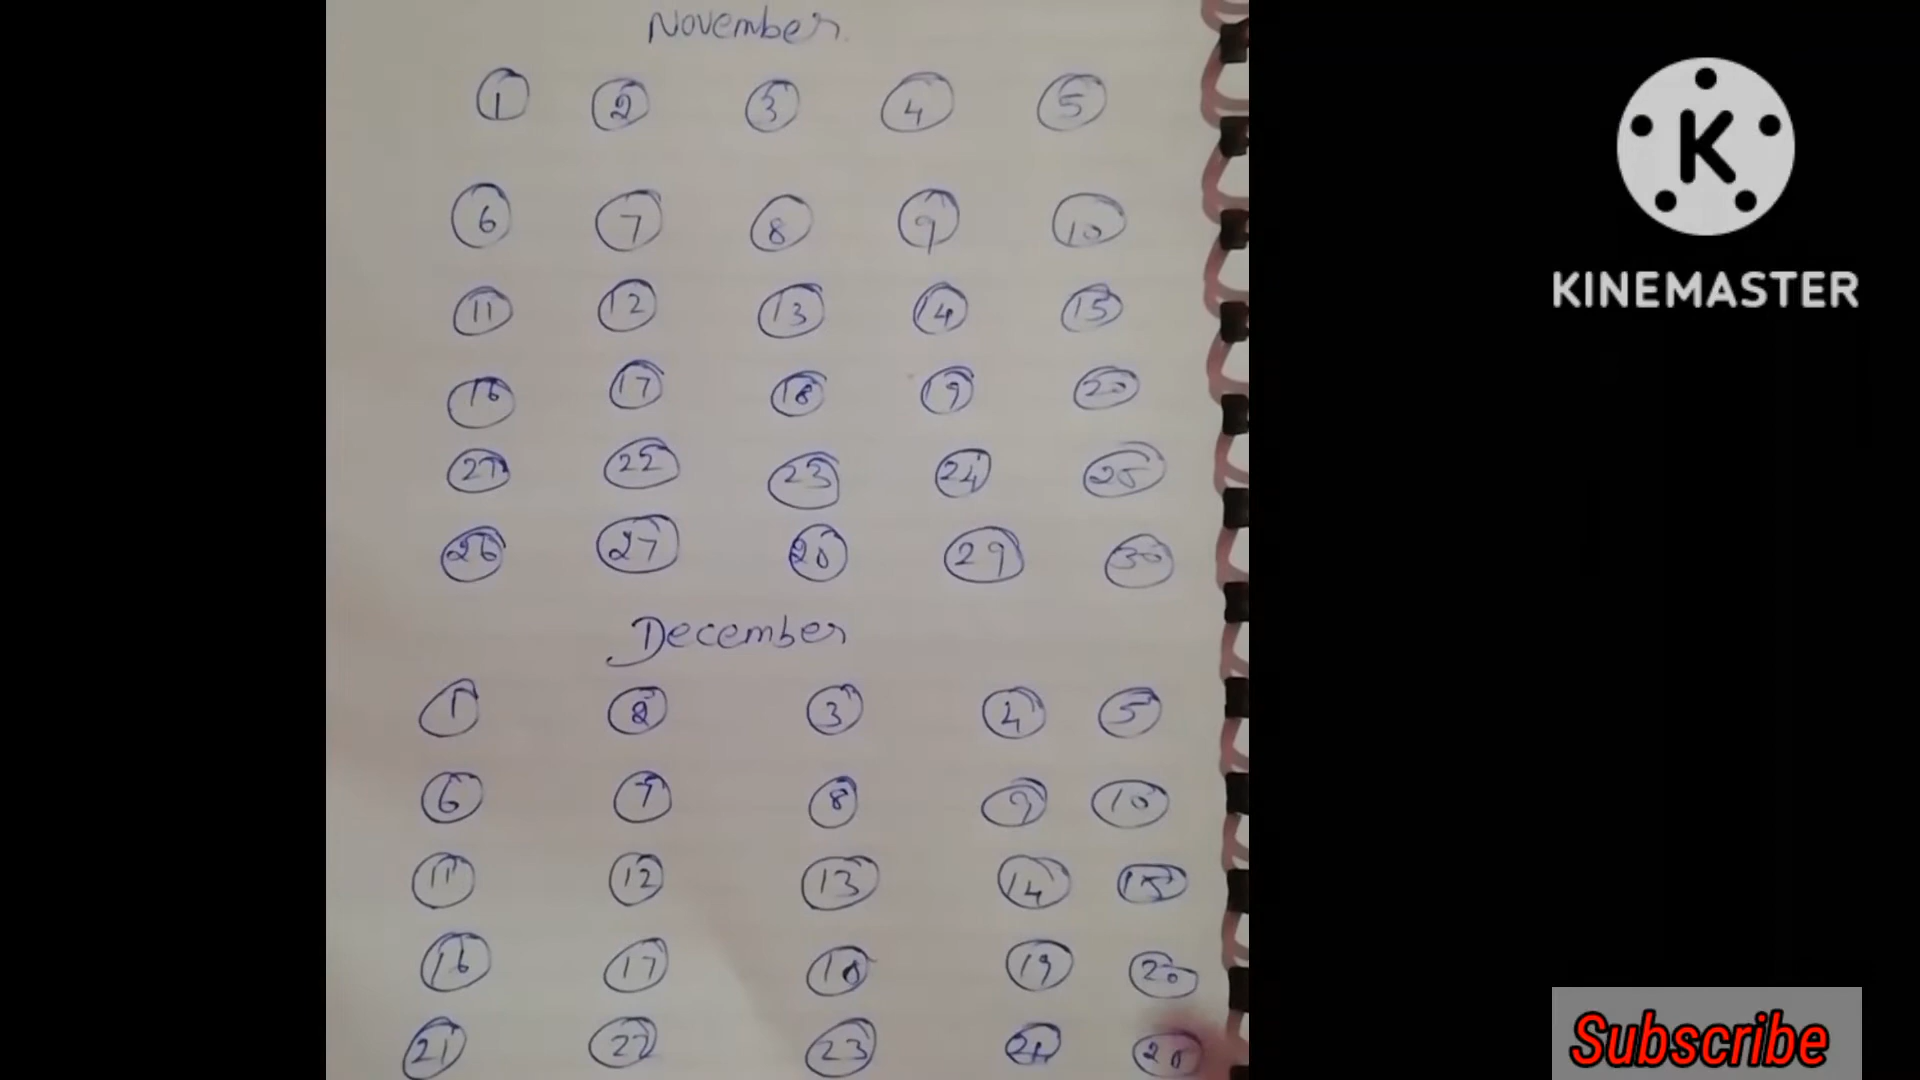 November
1 2 3 4 5
6 7 8 9 10
11 12 13 14 15
16 17 18 19 20
21 22 23 24 25
26 27 28 29 30
December
1 2 3 4 5
6 7 8 9 10
11 12 13 14 15
16 17 18 19 20
21 22 23 24
K
KINEMASTER
Subscribe